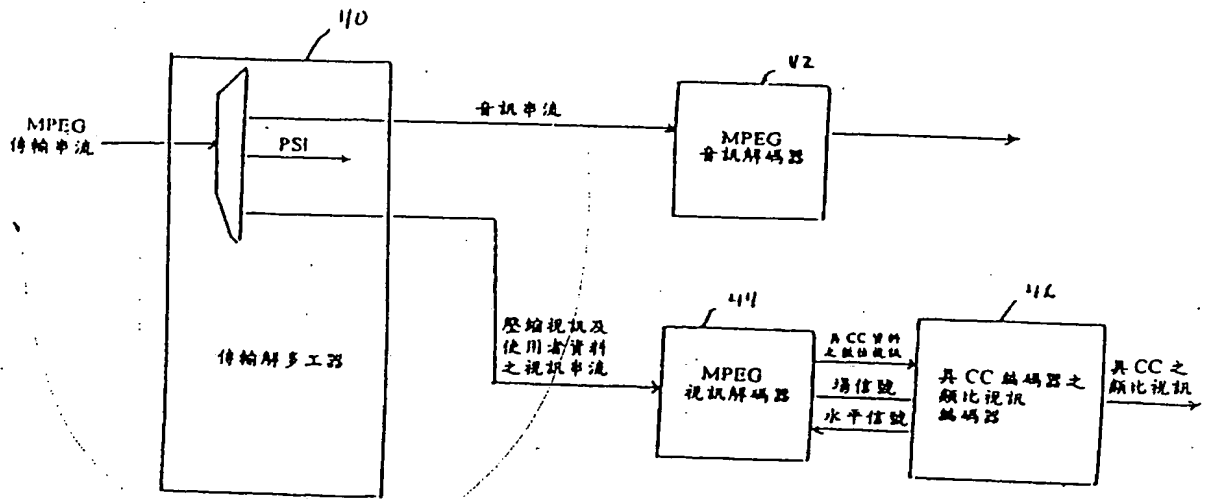 40
MPEG
傳輸串流
PSI
傳輸解多工器
音訊串流
42
MPEG
音訊解碼器
壓縮視訊及
使用者資料
之視訊串流
44
MPEG
視訊解碼器
具CC資料
之數位視訊
場信號
水平信號
46
具CC編碼器之
類比視訊
編碼器
具CC之
類比視訊